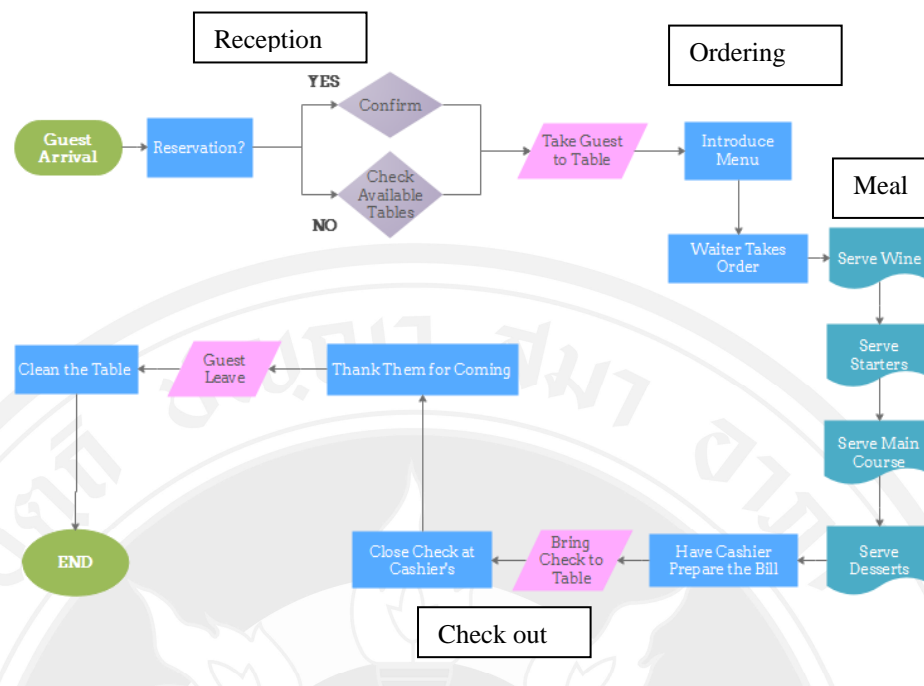 Reception
Ordering
YES
Confirm
Guest
Arrival
Reservation?
Take Guest
to Table
Introduce
Menu
Check
Available
Tables
NO
Meal
Waiter Takes
Order
Serve Wine
Serve
Starters
Clean the Table
Guest
Leave
Thank Them for Coming
Serve Main
Course
END
Close Check at
Cashier's
Bring
Check to
Table
Have Cashier
Prepare the Bill
Serve
Desserts
Check out